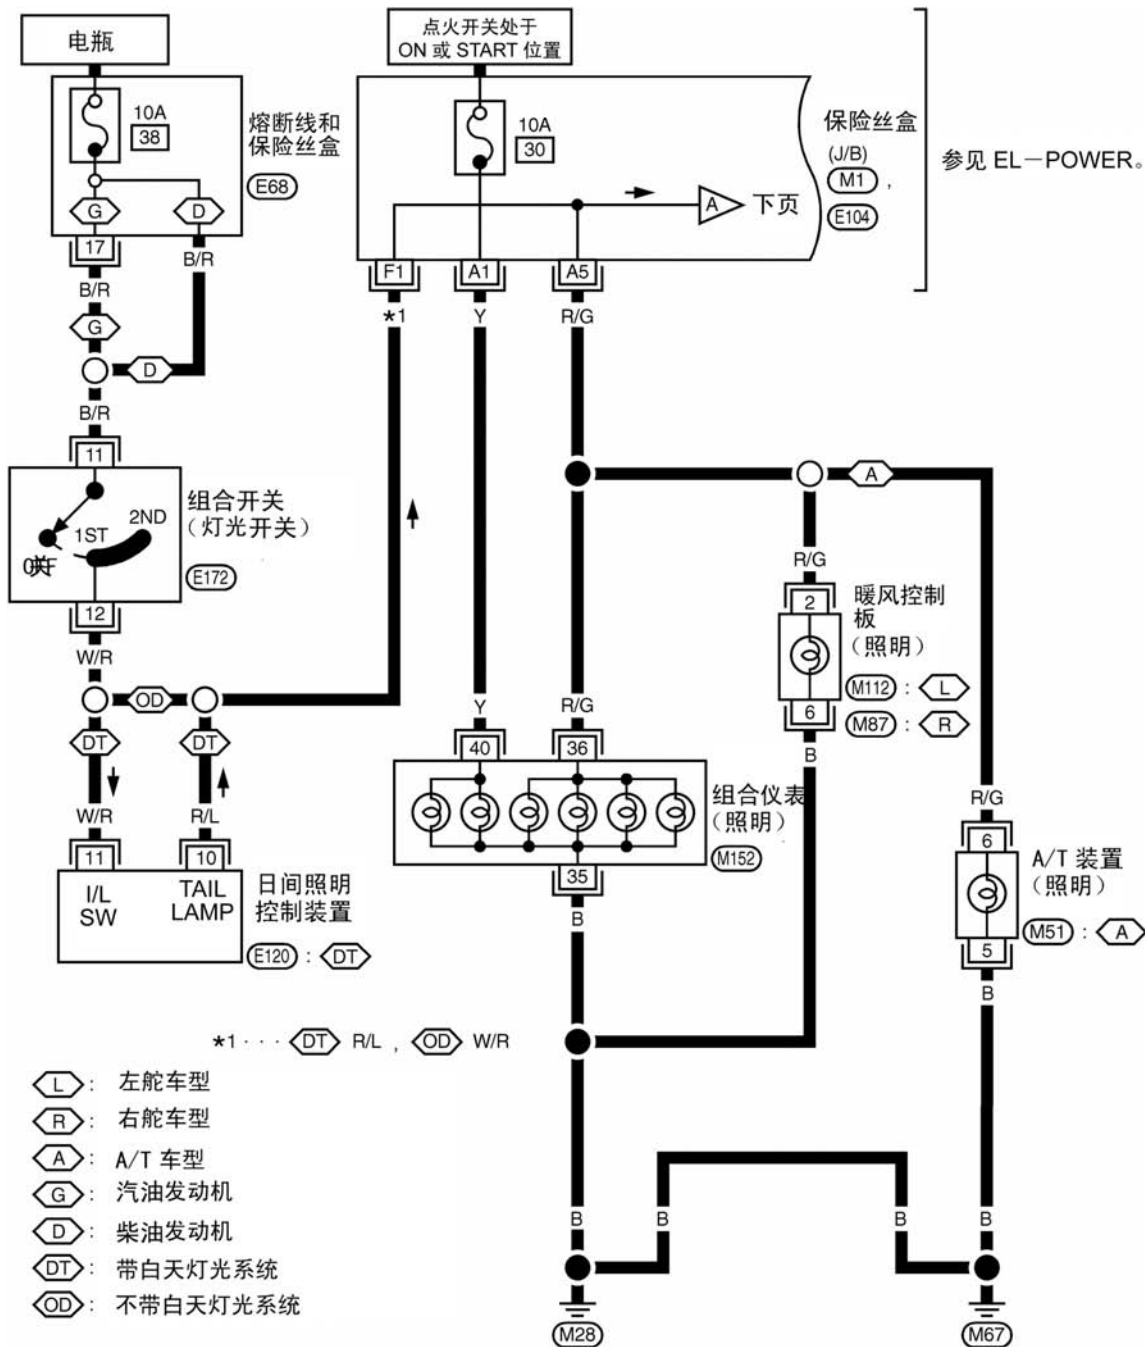 电瓶
点火开关处于
ON 或 START 位置
10A
38
熔断线和
保险丝盒
E68
G
D
17
B/R
B/R
G
D
B/R
10A
30
保险丝盒
(J/B)
M1 ,
E104
参见 EL－POWER。
A
下页
F1
A1
A5
*1
Y
R/G
11
组合开关
（灯光开关）
1ST
2ND
E172
12
W/R
OD
DT
DT
W/R
R/L
11
10
I/L
SW
TAIL
LAMP
日间照明
控制装置
E120 : DT
A
R/G
2
暖风控制
板
（照明）
M112 : L
M87 : R
6
B
Y
R/G
40
36
组合仪表
（照明）
M152
35
B
R/G
6
A/T 装置
（照明）
M51 : A
5
B
*1 · · · DT R/L , OD W/R
L : 左舵车型
R : 右舵车型
A : A/T 车型
G : 汽油发动机
D : 柴油发动机
DT : 带白天灯光系统
OD : 不带白天灯光系统
B
B
B
B
M28
M67